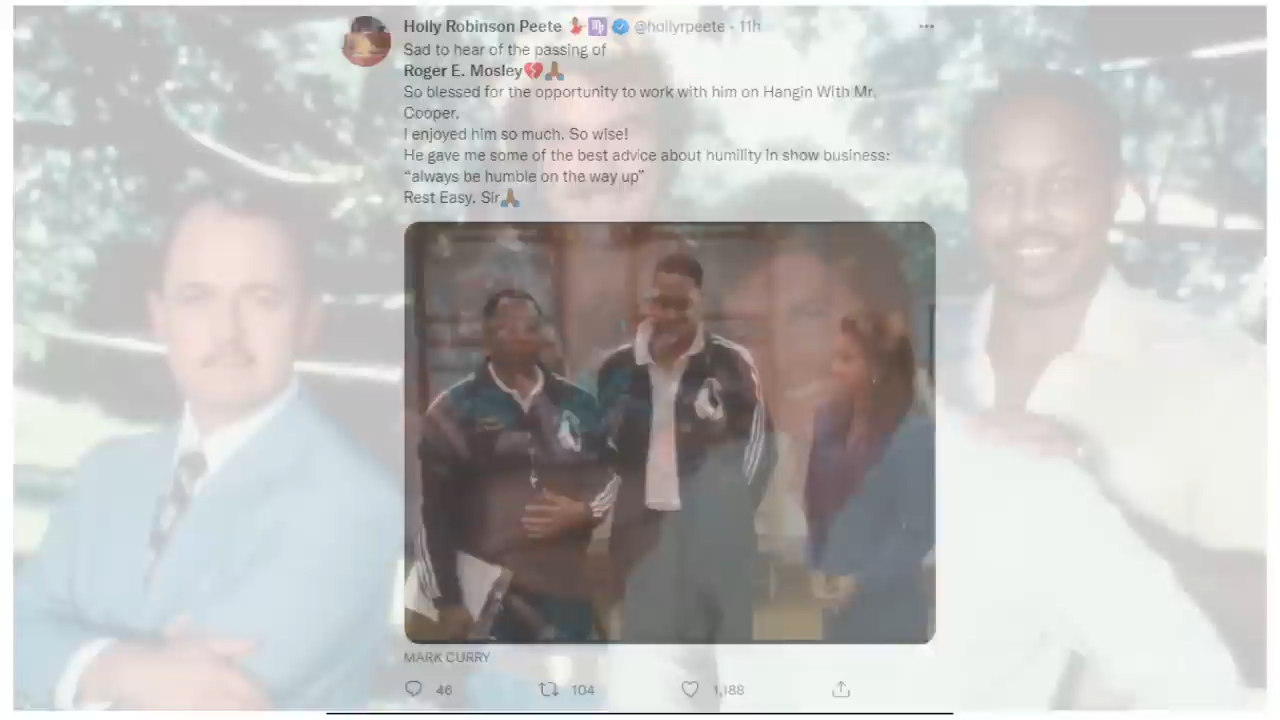 Holly Robinson Peete 💃🏽♍ @hollyrpeete · 11h
Sad to hear of the passing of
Roger E. Mosley💔🙏🏾
So blessed for the opportunity to work with him on Hangin With Mr.
Cooper.
I enjoyed him so much. So wise!
He gave me some of the best advice about humility in show business:
“always be humble on the way up”
Rest Easy, Sir🙏🏾
MARK CURRY
46 104 1,188